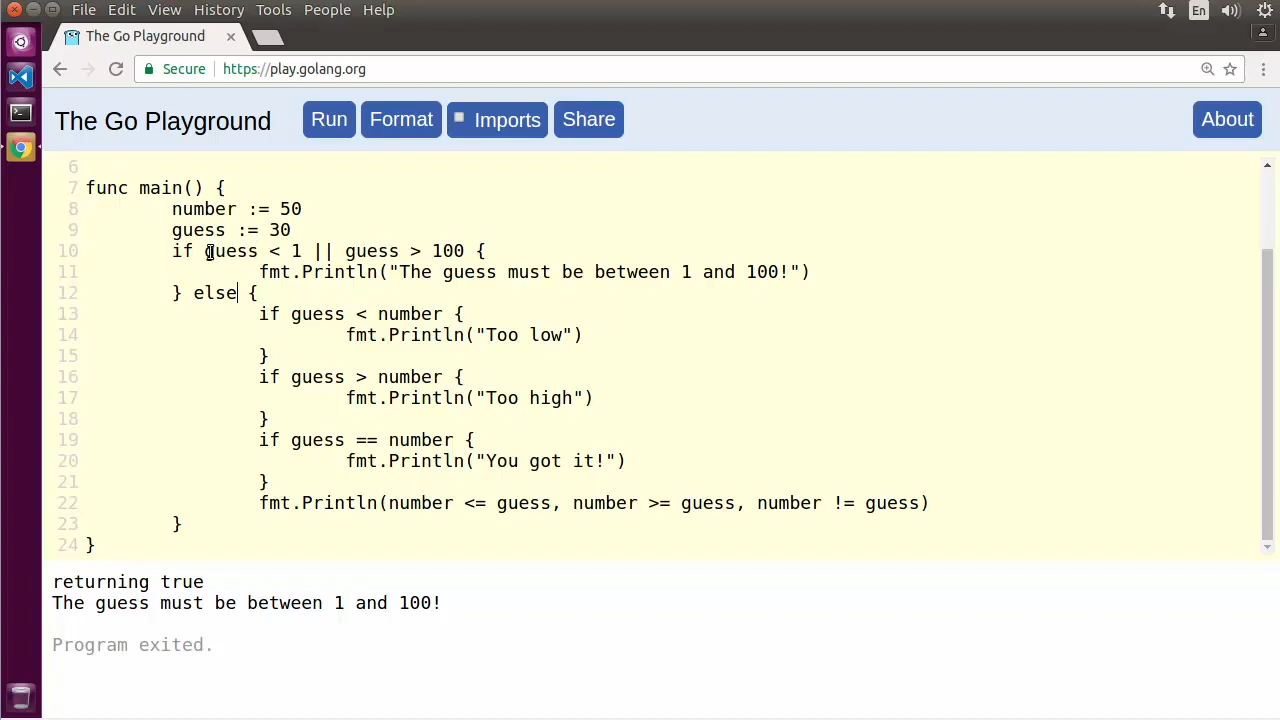 File Edit View History Tools People Help
En
The Go Playground
Secure https://play.golang.org
The Go Playground Run Format Imports Share About
6
7 func main() {
8 number := 50
9 guess := 30
10 if guess < 1 || guess > 100 {
11 fmt.Println("The guess must be between 1 and 100!")
12 } else {
13 if guess < number {
14 fmt.Println("Too low")
15 }
16 if guess > number {
17 fmt.Println("Too high")
18 }
19 if guess == number {
20 fmt.Println("You got it!")
21 }
22 fmt.Println(number <= guess, number >= guess, number != guess)
23 }
24 }
returning true
The guess must be between 1 and 100!
Program exited.